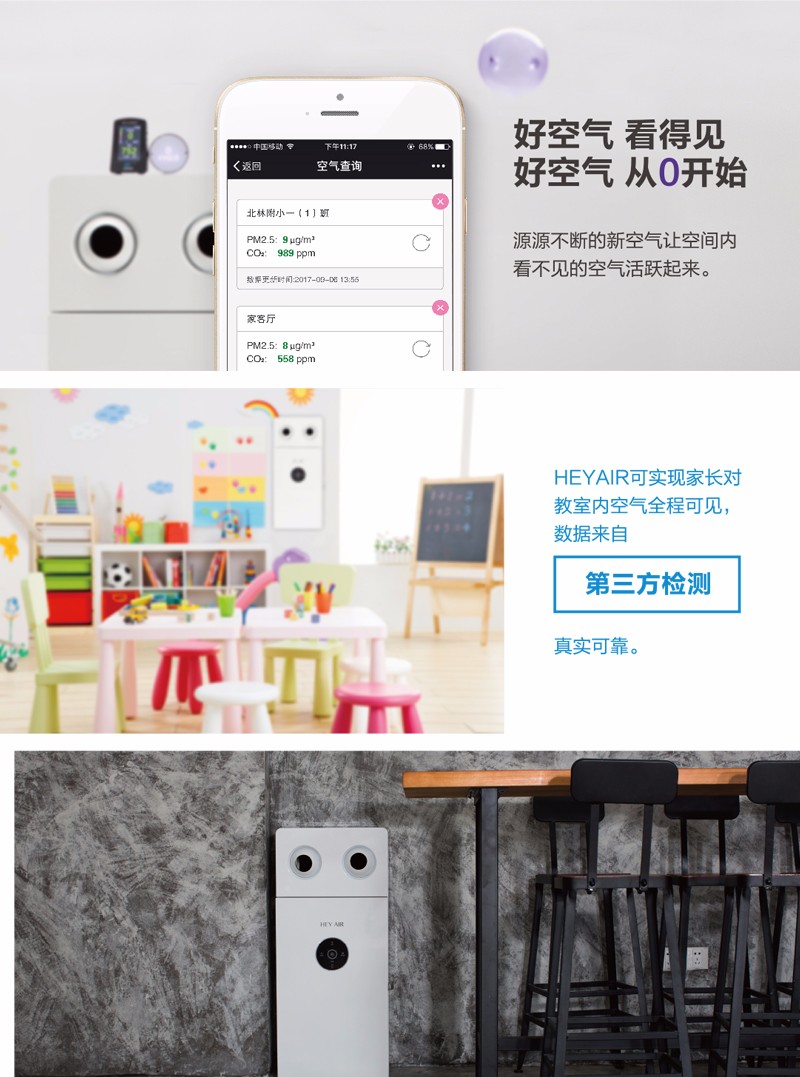 好空气 看得见
好空气 从0开始
源源不断的新空气让空间内
看不见的空气活跃起来。
中国移动
下午11:17
68%
返回
空气查询
北林附小一（1）班
PM2.5: 9 μg/m³
CO₂: 989 ppm
数据更新时间:2017-09-06 13:55
家客厅
PM2.5: 8 μg/m³
CO₂: 558 ppm
HEYAIR可实现家长对
教室内空气全程可见，
数据来自
第三方检测
真实可靠。
HEY AIR